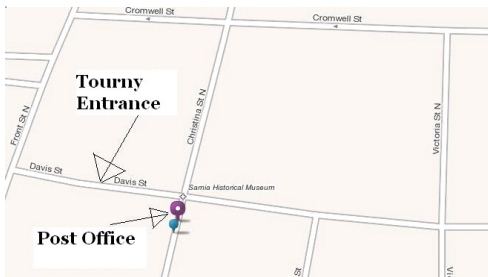 Cromwell St
Cromwell St
Tourny
Entrance
Front St N
Christina St N
Victoria St N
Davis St
Davis St
Sarnia Historical Museum
Post Office
St
Vi